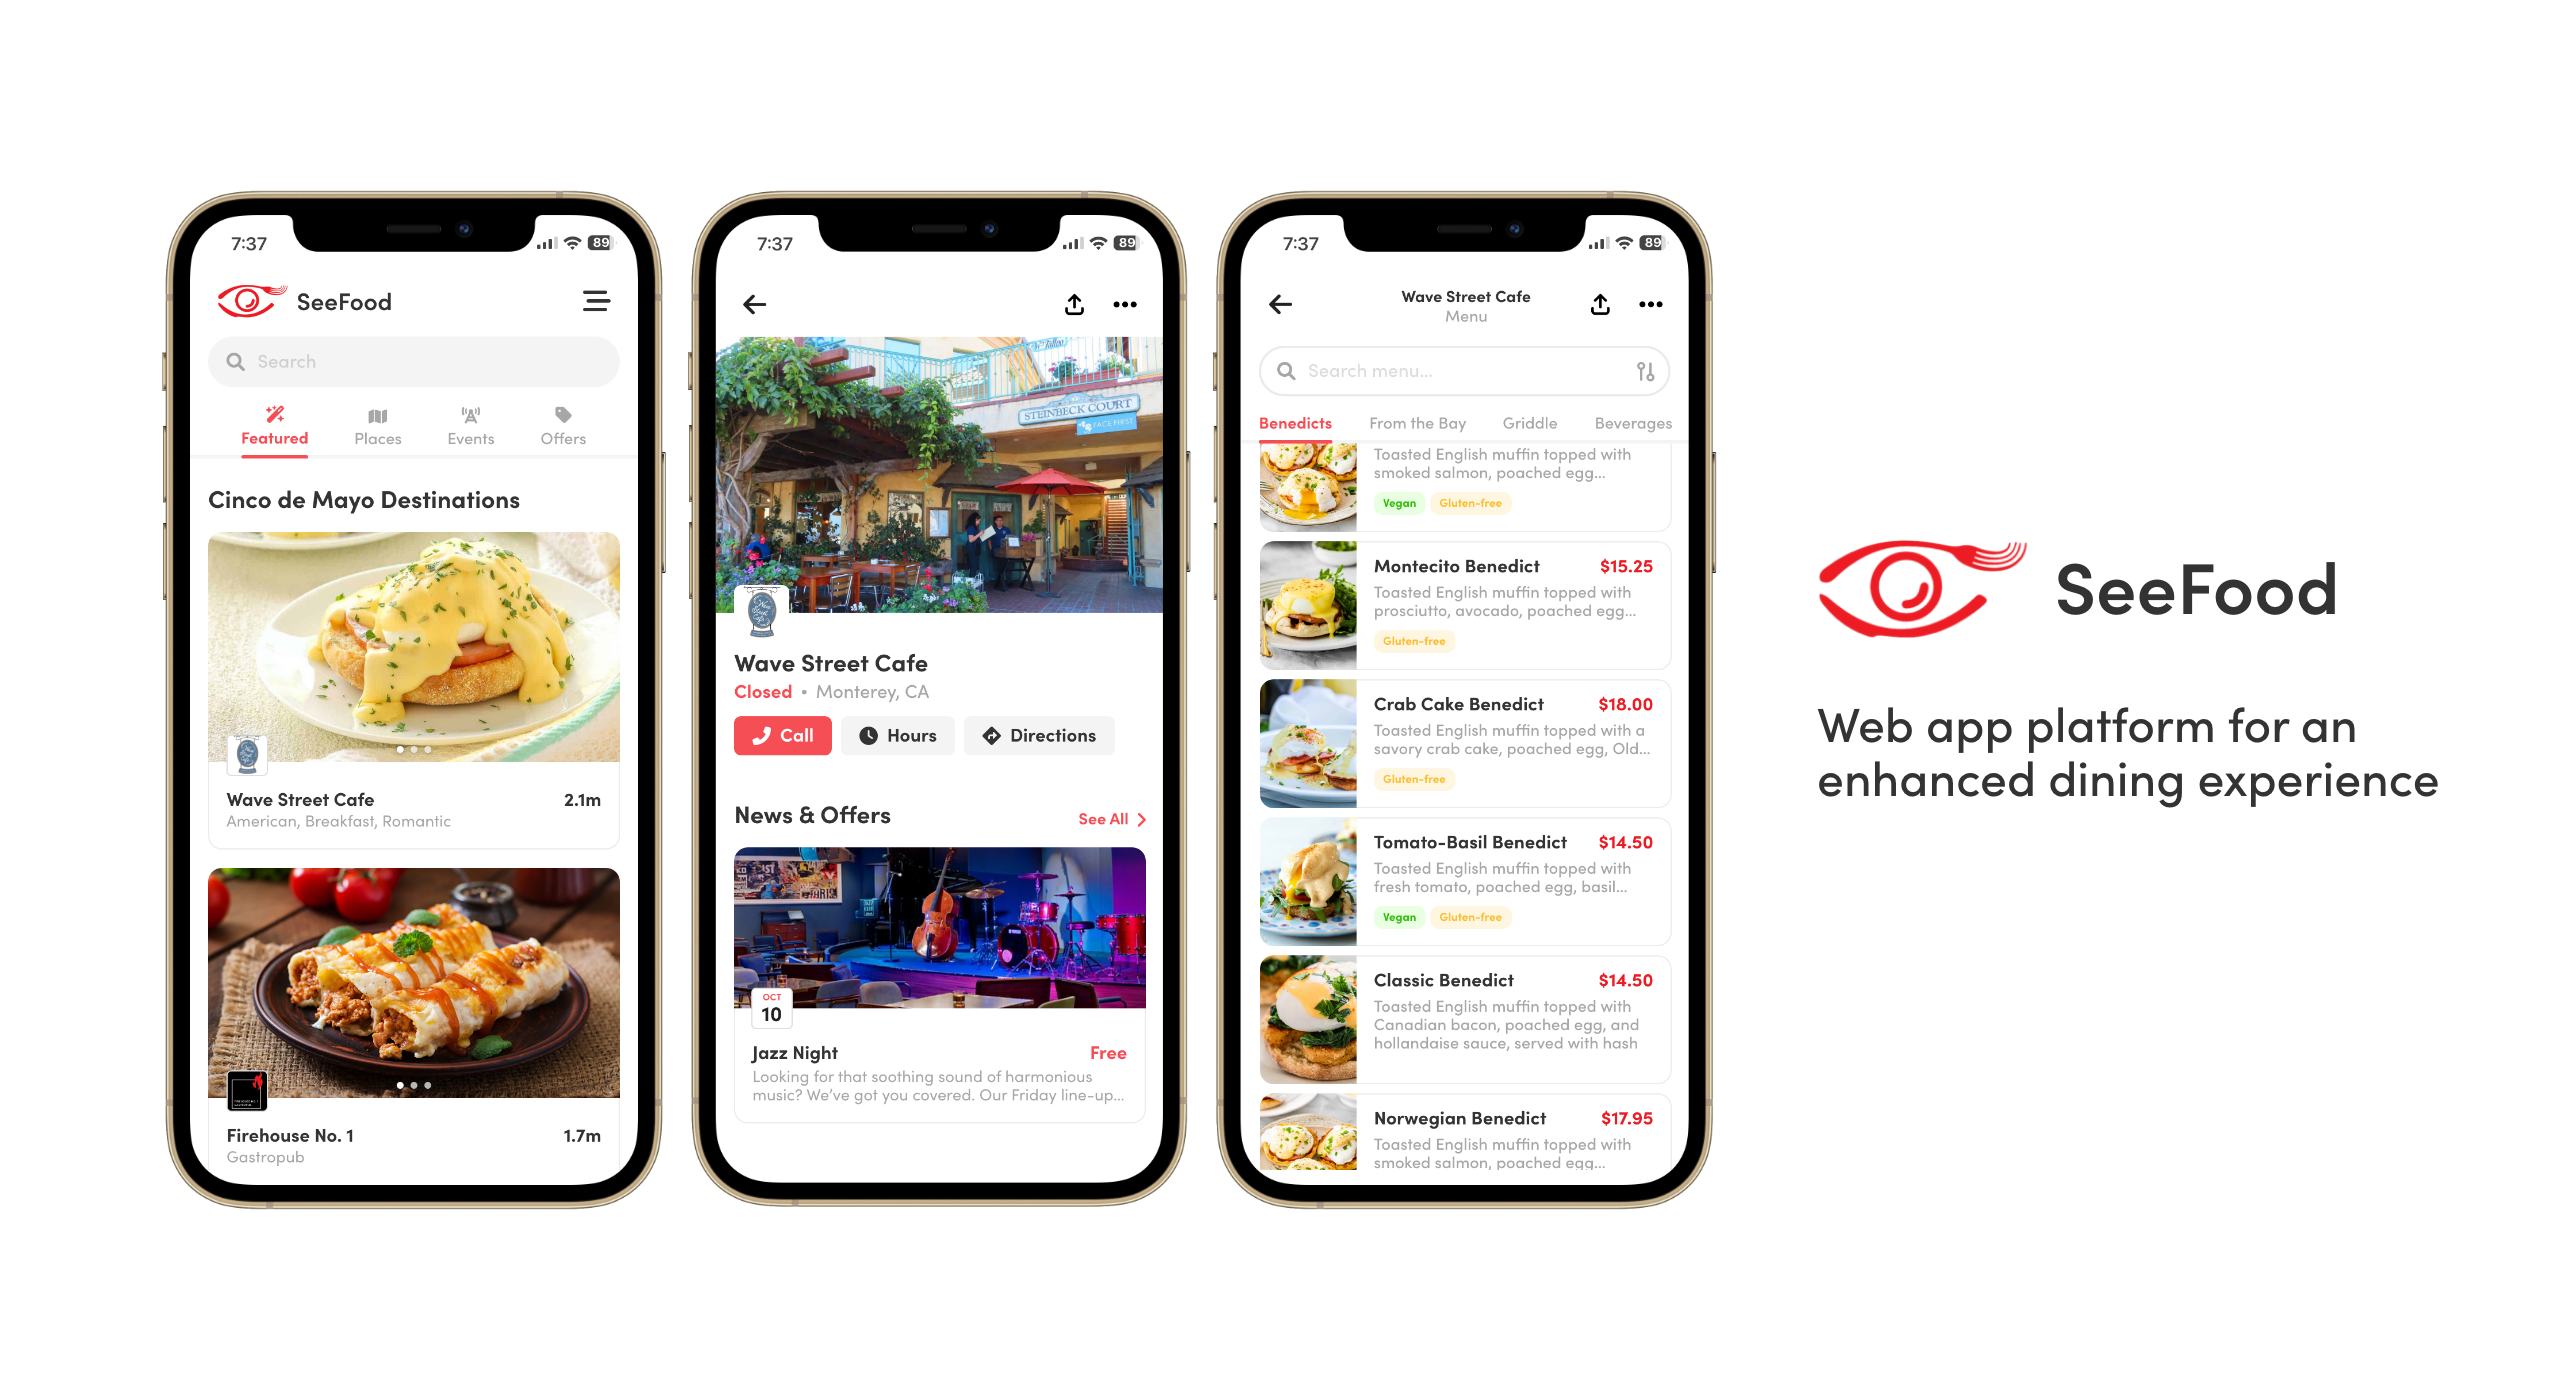 7:37
89
SeeFood
Search
Featured
Places
Events
Offers
Cinco de Mayo Destinations
Wave Street Cafe
2.1m
American, Breakfast, Romantic
Firehouse No. 1
1.7m
Gastropub
7:37
89
STEINBECK COURT
FACE FIRST
Wave Street Cafe
Closed • Monterey, CA
Call
Hours
Directions
News & Offers
See All
OCT
10
Jazz Night
Free
Looking for that soothing sound of harmonious
music? We've got you covered. Our Friday line-up...
7:37
89
Wave Street Cafe
Menu
Search menu...
Benedicts
From the Bay
Griddle
Beverages
Toasted English muffin topped with
smoked salmon, poached egg...
Vegan
Gluten-free
Montecito Benedict
$15.25
Toasted English muffin topped with
prosciutto, avocado, poached egg...
Gluten-free
Crab Cake Benedict
$18.00
Toasted English muffin topped with a
savory crab cake, poached egg, Old...
Gluten-free
Tomato-Basil Benedict
$14.50
Toasted English muffin topped with
fresh tomato, poached egg, basil...
Vegan
Gluten-free
Classic Benedict
$14.50
Toasted English muffin topped with
Canadian bacon, poached egg, and
hollandaise sauce, served with hash
Norwegian Benedict
$17.95
Toasted English muffin topped with
smoked salmon, poached egg...
SeeFood
Web app platform for an
enhanced dining experience